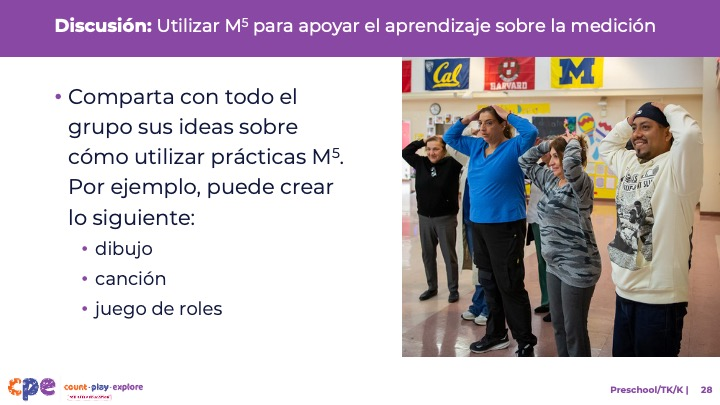 Discusión: Utilizar M⁵ para apoyar el aprendizaje sobre la medición
• Comparta con todo el
grupo sus ideas sobre
cómo utilizar prácticas M⁵.
Por ejemplo, puede crear
lo siguiente:
• dibujo
• canción
• juego de roles
Cal
HARVARD
M
cpe
count·play·explore
Preschool/TK/K | 28